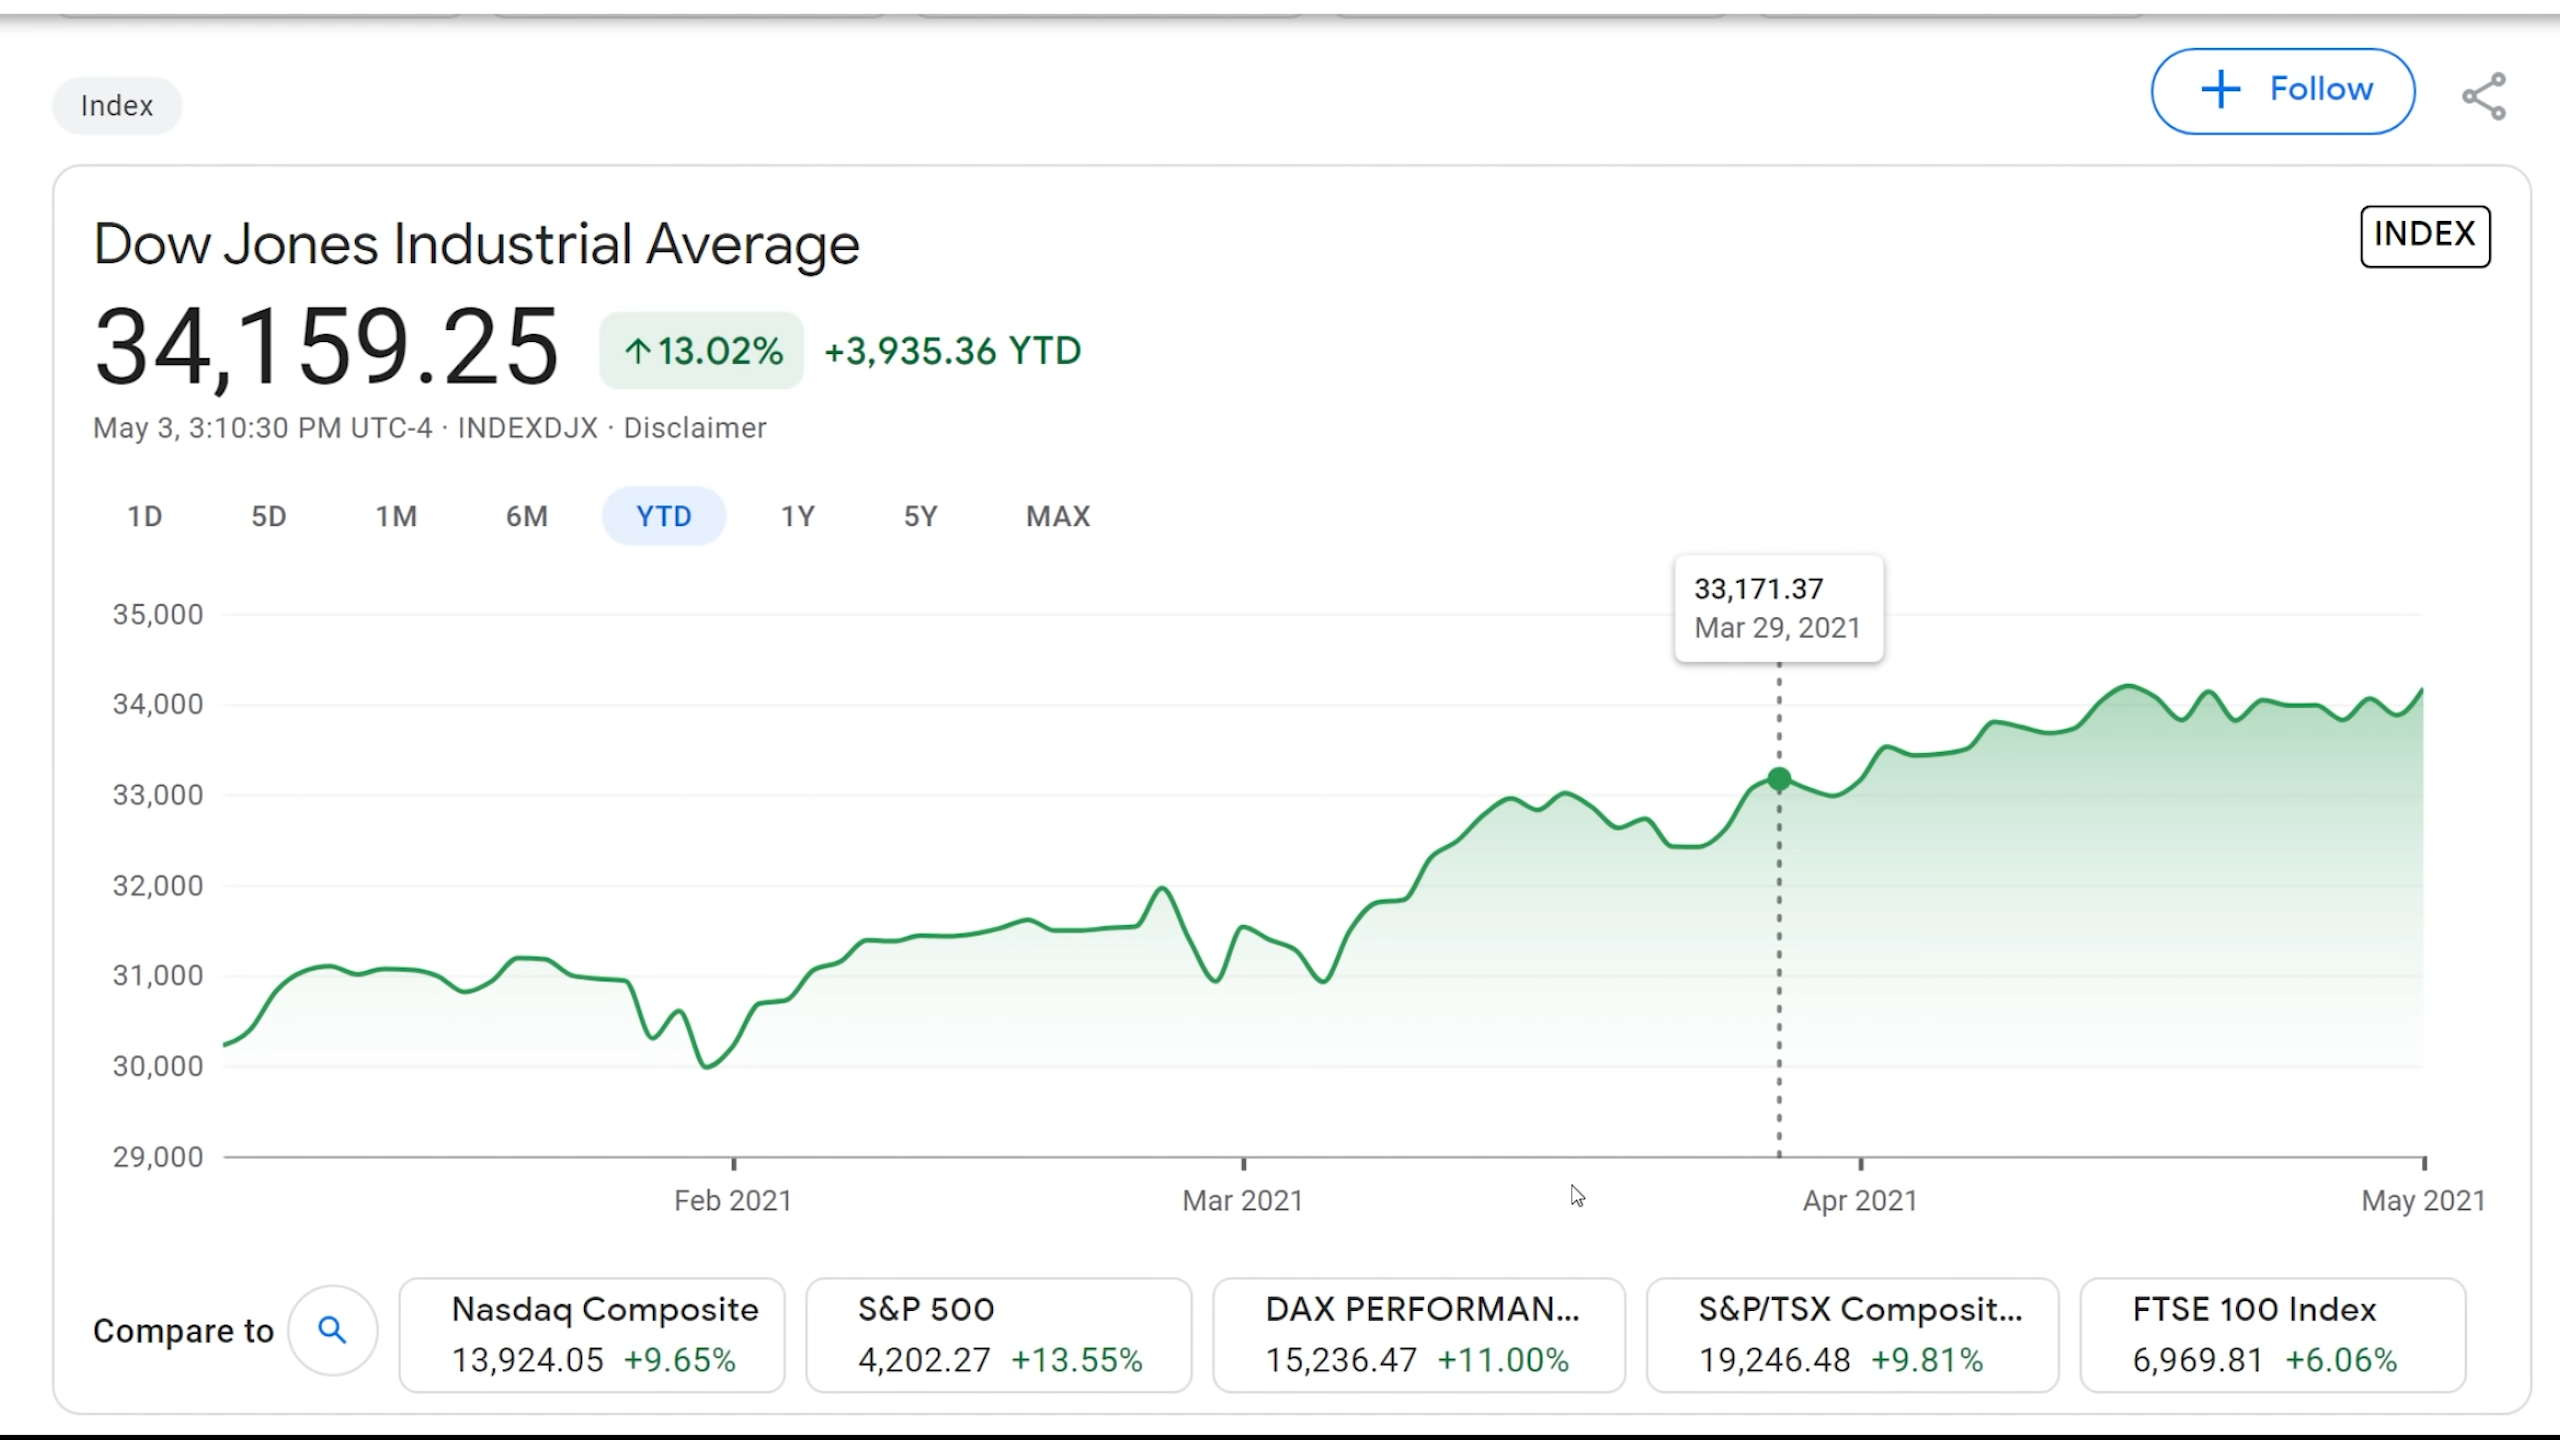 Index
Follow
Dow Jones Industrial Average
INDEX
34,159.25 ↑13.02% +3,935.36 YTD
May 3, 3:10:30 PM UTC-4 · INDEXDJX · Disclaimer
1D 5D 1M 6M YTD 1Y 5Y MAX
33,171.37
Mar 29, 2021
35,000
34,000
33,000
32,000
31,000
30,000
29,000
Feb 2021 Mar 2021 Apr 2021 May 2021
Compare to
Nasdaq Composite
13,924.05 +9.65%
S&P 500
4,202.27 +13.55%
DAX PERFORMAN...
15,236.47 +11.00%
S&P/TSX Composit...
19,246.48 +9.81%
FTSE 100 Index
6,969.81 +6.06%